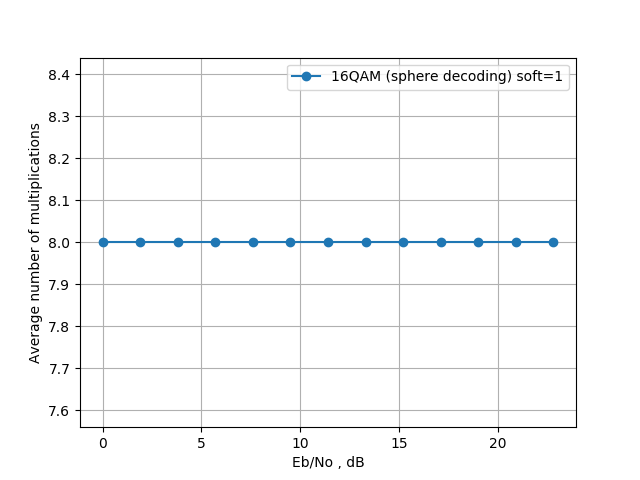 16QAM (sphere decoding) soft=1
Average number of multiplications
8.4
8.3
8.2
8.1
8.0
7.9
7.8
7.7
7.6
0 5 10 15 20
Eb/No , dB